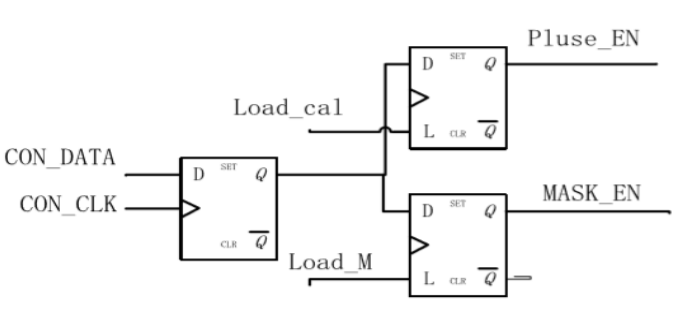 Pluse_EN
D SET Q
Load_cal
L CLR Q
CON_DATA
D SET Q
CON_CLK
CLR Q
MASK_EN
D SET Q
Load_M
L CLR Q